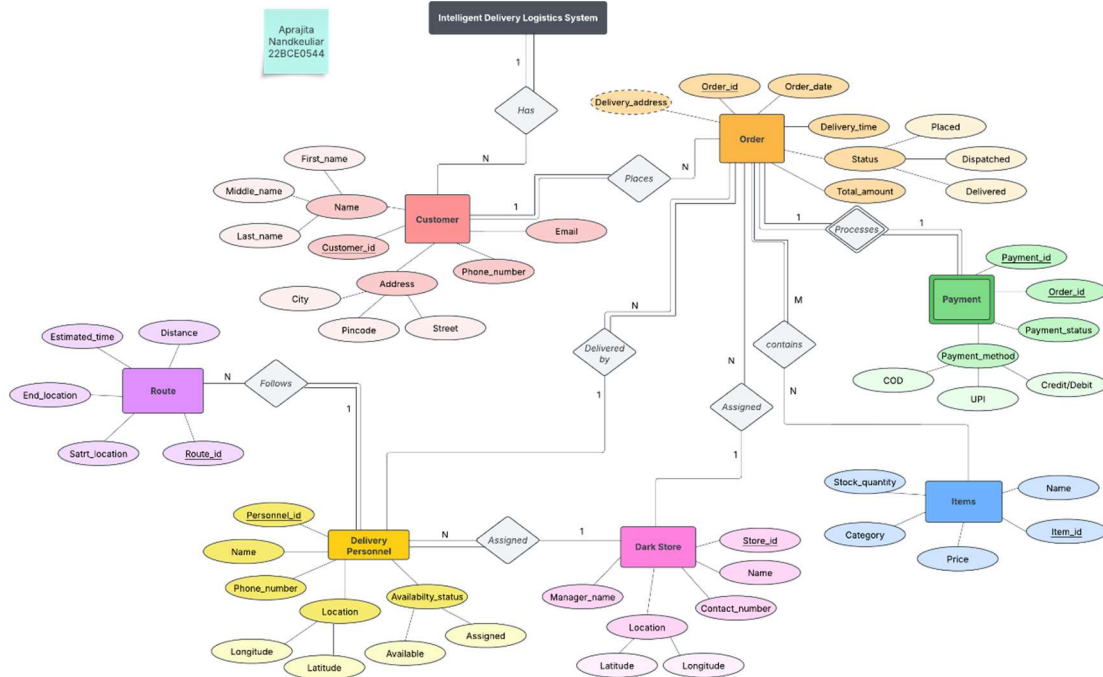 Intelligent Delivery Logistics System
Aprajita
Nandkeuliar
22BCE0544
1
Has
N
Order_id
Order_date
Delivery_address
Order
Delivery_time
Placed
Status
Dispatched
Total_amount
Delivered
First_name
Middle_name
Name
Last_name
Customer_id
Customer
1
Places
N
Email
Phone_number
Address
City
Pincode
Street
1
Processes
1
Payment_id
Order_id
Payment
Payment_status
Payment_method
COD
UPI
Credit/Debit
N
Delivered
by
1
M
contains
N
N
Assigned
1
Estimated_time
Distance
Route
N
Follows
1
End_location
Satrt_location
Route_id
Stock_quantity
Name
Items
Category
Item_id
Price
Personnel_id
Name
Delivery
Personnel
N
Assigned
1
Phone_number
Location
Availabilty_status
Longitude
Latitude
Available
Assigned
Dark Store
Store_id
Name
Manager_name
Contact_number
Location
Latitude
Longitude